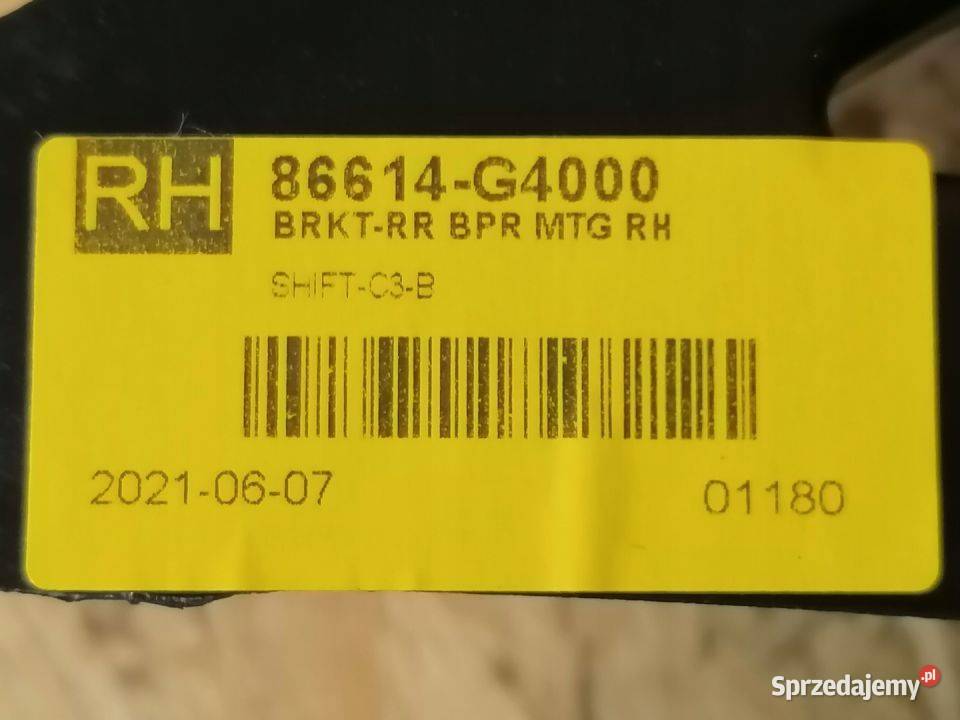 RH
86614-G4000
BRKT-RR BPR MTG RH
SHIFT-C3-B
2021-06-07
01180
Sprzedajemy.pl